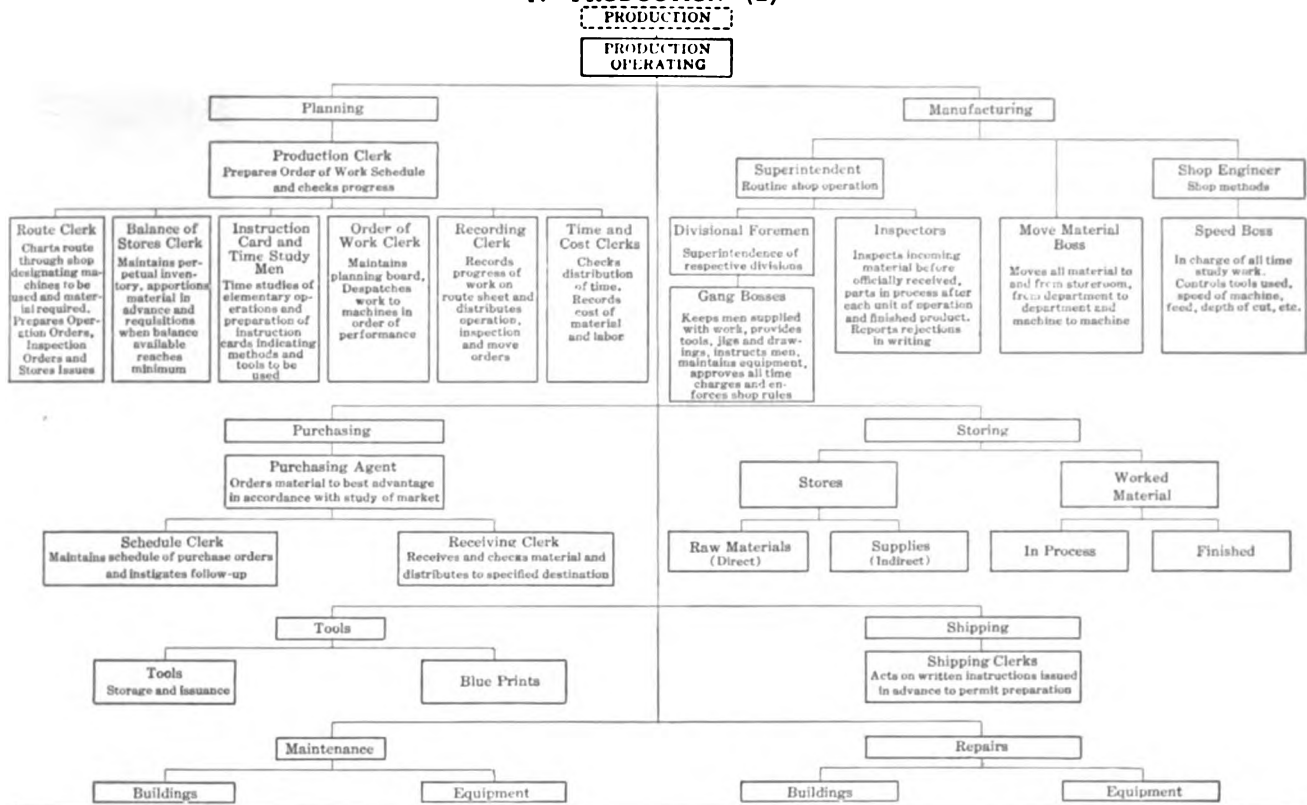 PRODUCTION (2)
PRODUCTION
PRODUCTION
OPERATING
Planning
Manufacturing
Production Clerk
Prepares Order of Work Schedule
and checks progress
Superintendent
Routine shop operation
Shop Engineer
Shop methods
Route Clerk
Charts route
through shop
designating ma-
chines to be
used and mater-
ial required.
Prepares Oper-
ation Orders,
Inspection
Orders and
Stores Issues
Balance of
Stores Clerk
Maintains per-
petual inven-
tory, apportions
material in
advance and
requisitions
when balance
available
reaches
minimum
Instruction
Card and
Time Study
Men
Time studies of
elementary op-
erations and
preparation of
instruction
cards indicating
methods and
tools to be
used
Order of
Work Clerk
Maintains
planning board,
Despatches
work to
machines in
order of
performance
Recording
Clerk
Records
progress of
work on
route sheet and
distributes
operation,
inspection
and move
orders
Time and
Cost Clerks
Checks
distribution
of time.
Records
cost of
material
and labor
Divisional Foremen
Superintendence of
respective divisions
Gang Bosses
Keeps men supplied
with work, provides
tools, jigs and draw-
ings, instructs men,
maintains equipment,
approves all time
charges and en-
forces shop rules
Inspectors
Inspects incoming
material before
officially received,
parts in process after
each unit of operation
and finished product.
Reports rejections
in writing
Move Material
Boss
Moves all material to
and from storeroom,
from department to
department and
machine to machine
Speed Boss
In charge of all time
study work.
Controls tools used,
speed of machine,
feed, depth of cut, etc.
Purchasing
Storing
Purchasing Agent
Orders material to best advantage
in accordance with study of market
Stores
Worked
Material
Schedule Clerk
Maintains schedule of purchase orders
and instigates follow-up
Receiving Clerk
Receives and checks material and
distributes to specified destination
Raw Materials
(Direct)
Supplies
(Indirect)
In Process
Finished
Tools
Shipping
Tools
Storage and issuance
Blue Prints
Shipping Clerks
Acts on written instructions issued
in advance to permit preparation
Maintenance
Repairs
Buildings
Equipment
Buildings
Equipment